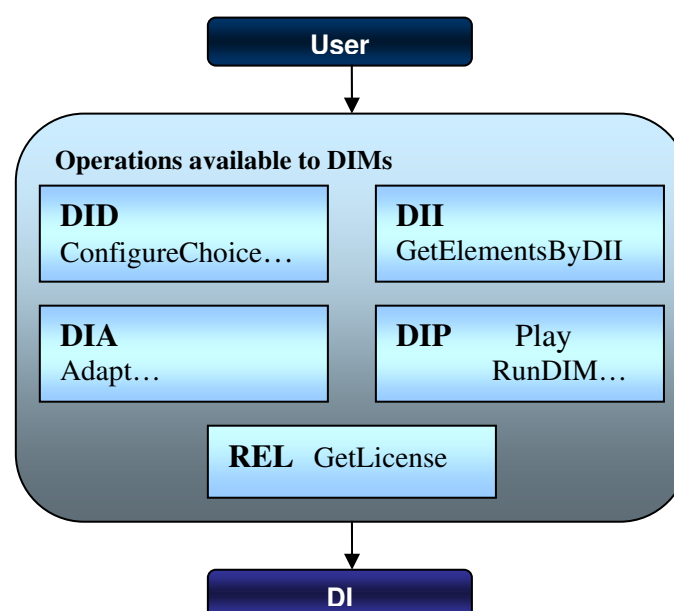 User
Operations available to DIMs
DID
ConfigureChoice…
DII
GetElementsByDII
DIA
Adapt…
DIP Play
RunDIM…
REL GetLicense
DI